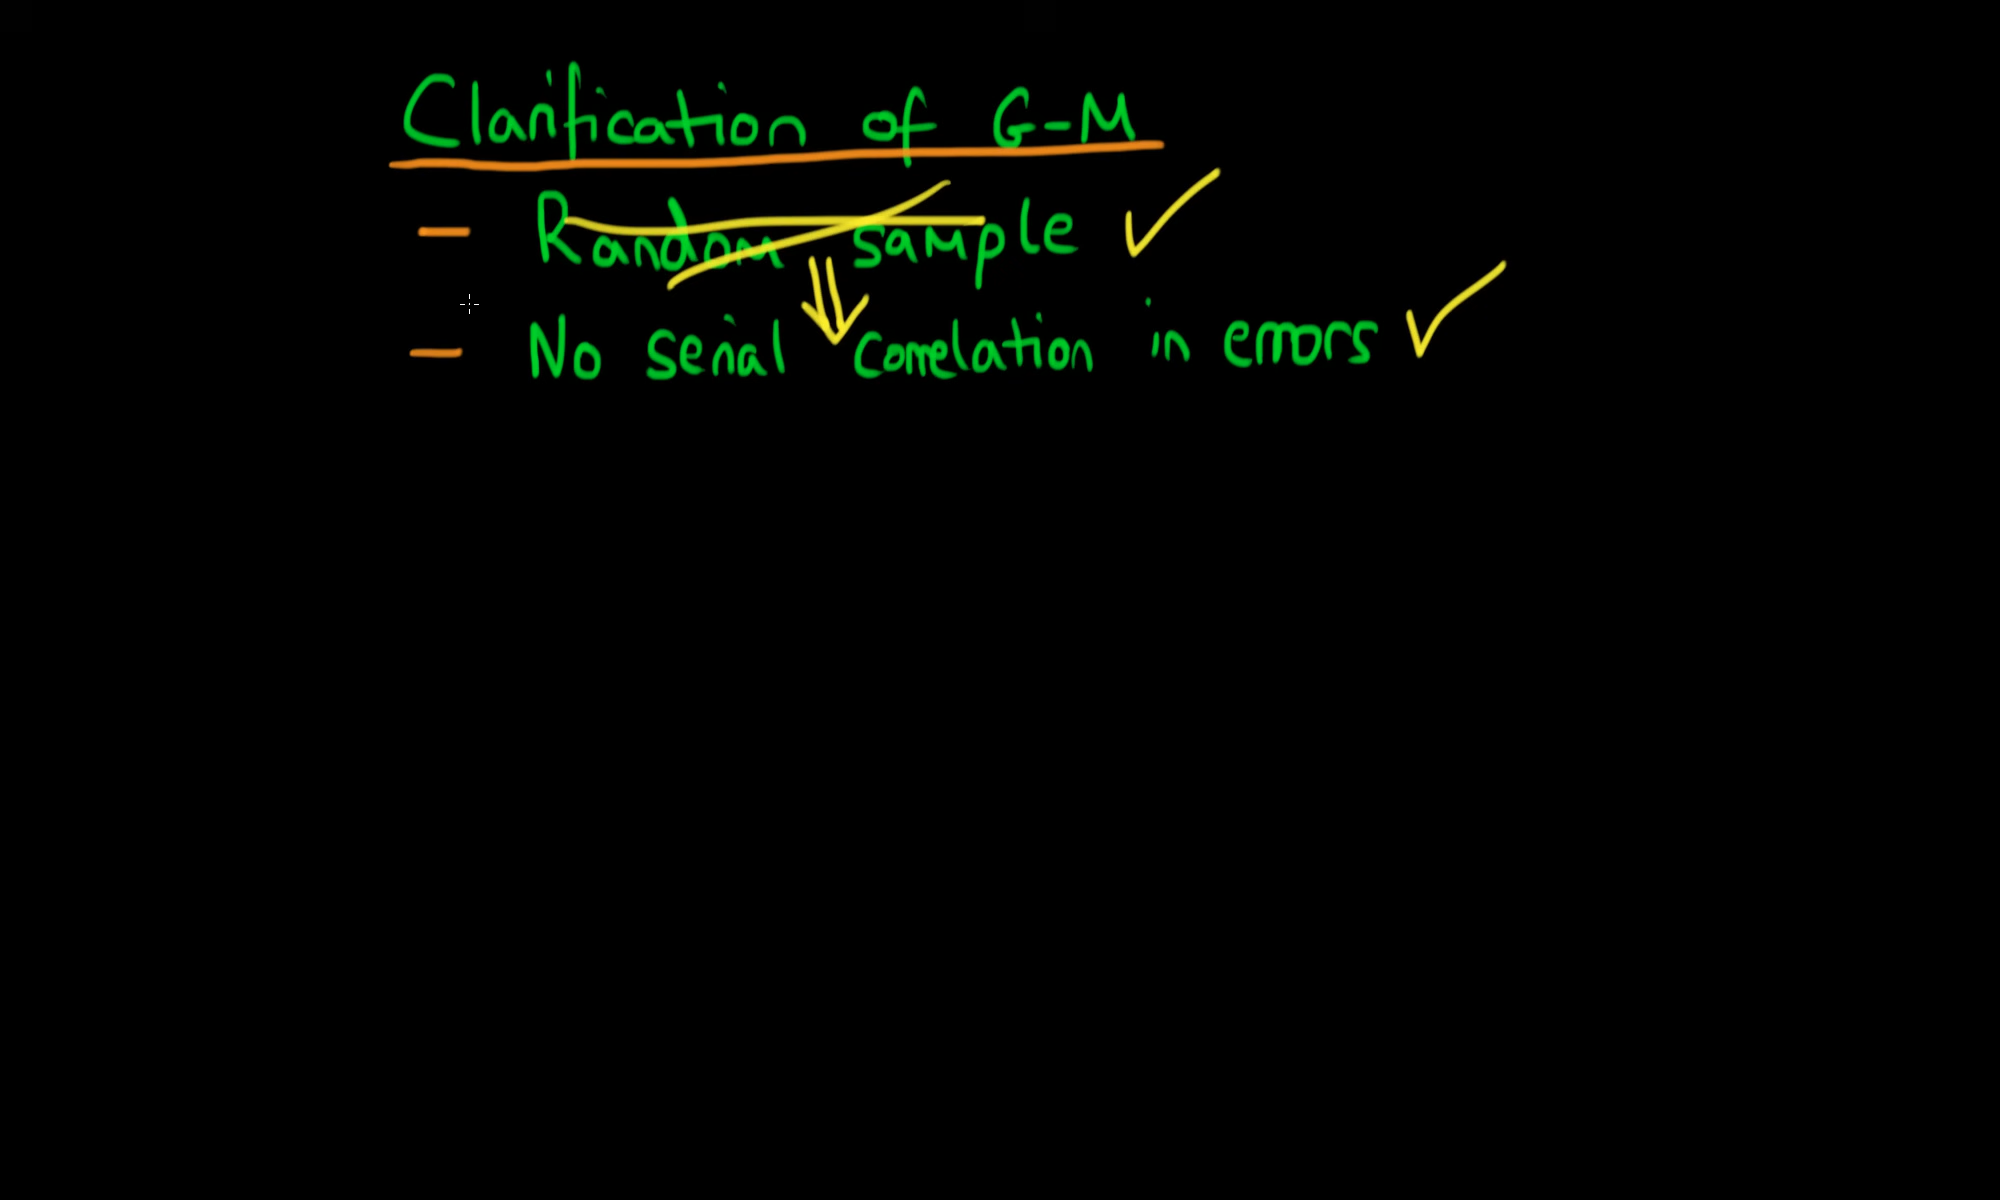 Clarification of G-M
- Random sample ✓
- No serial correlation in errors ✓